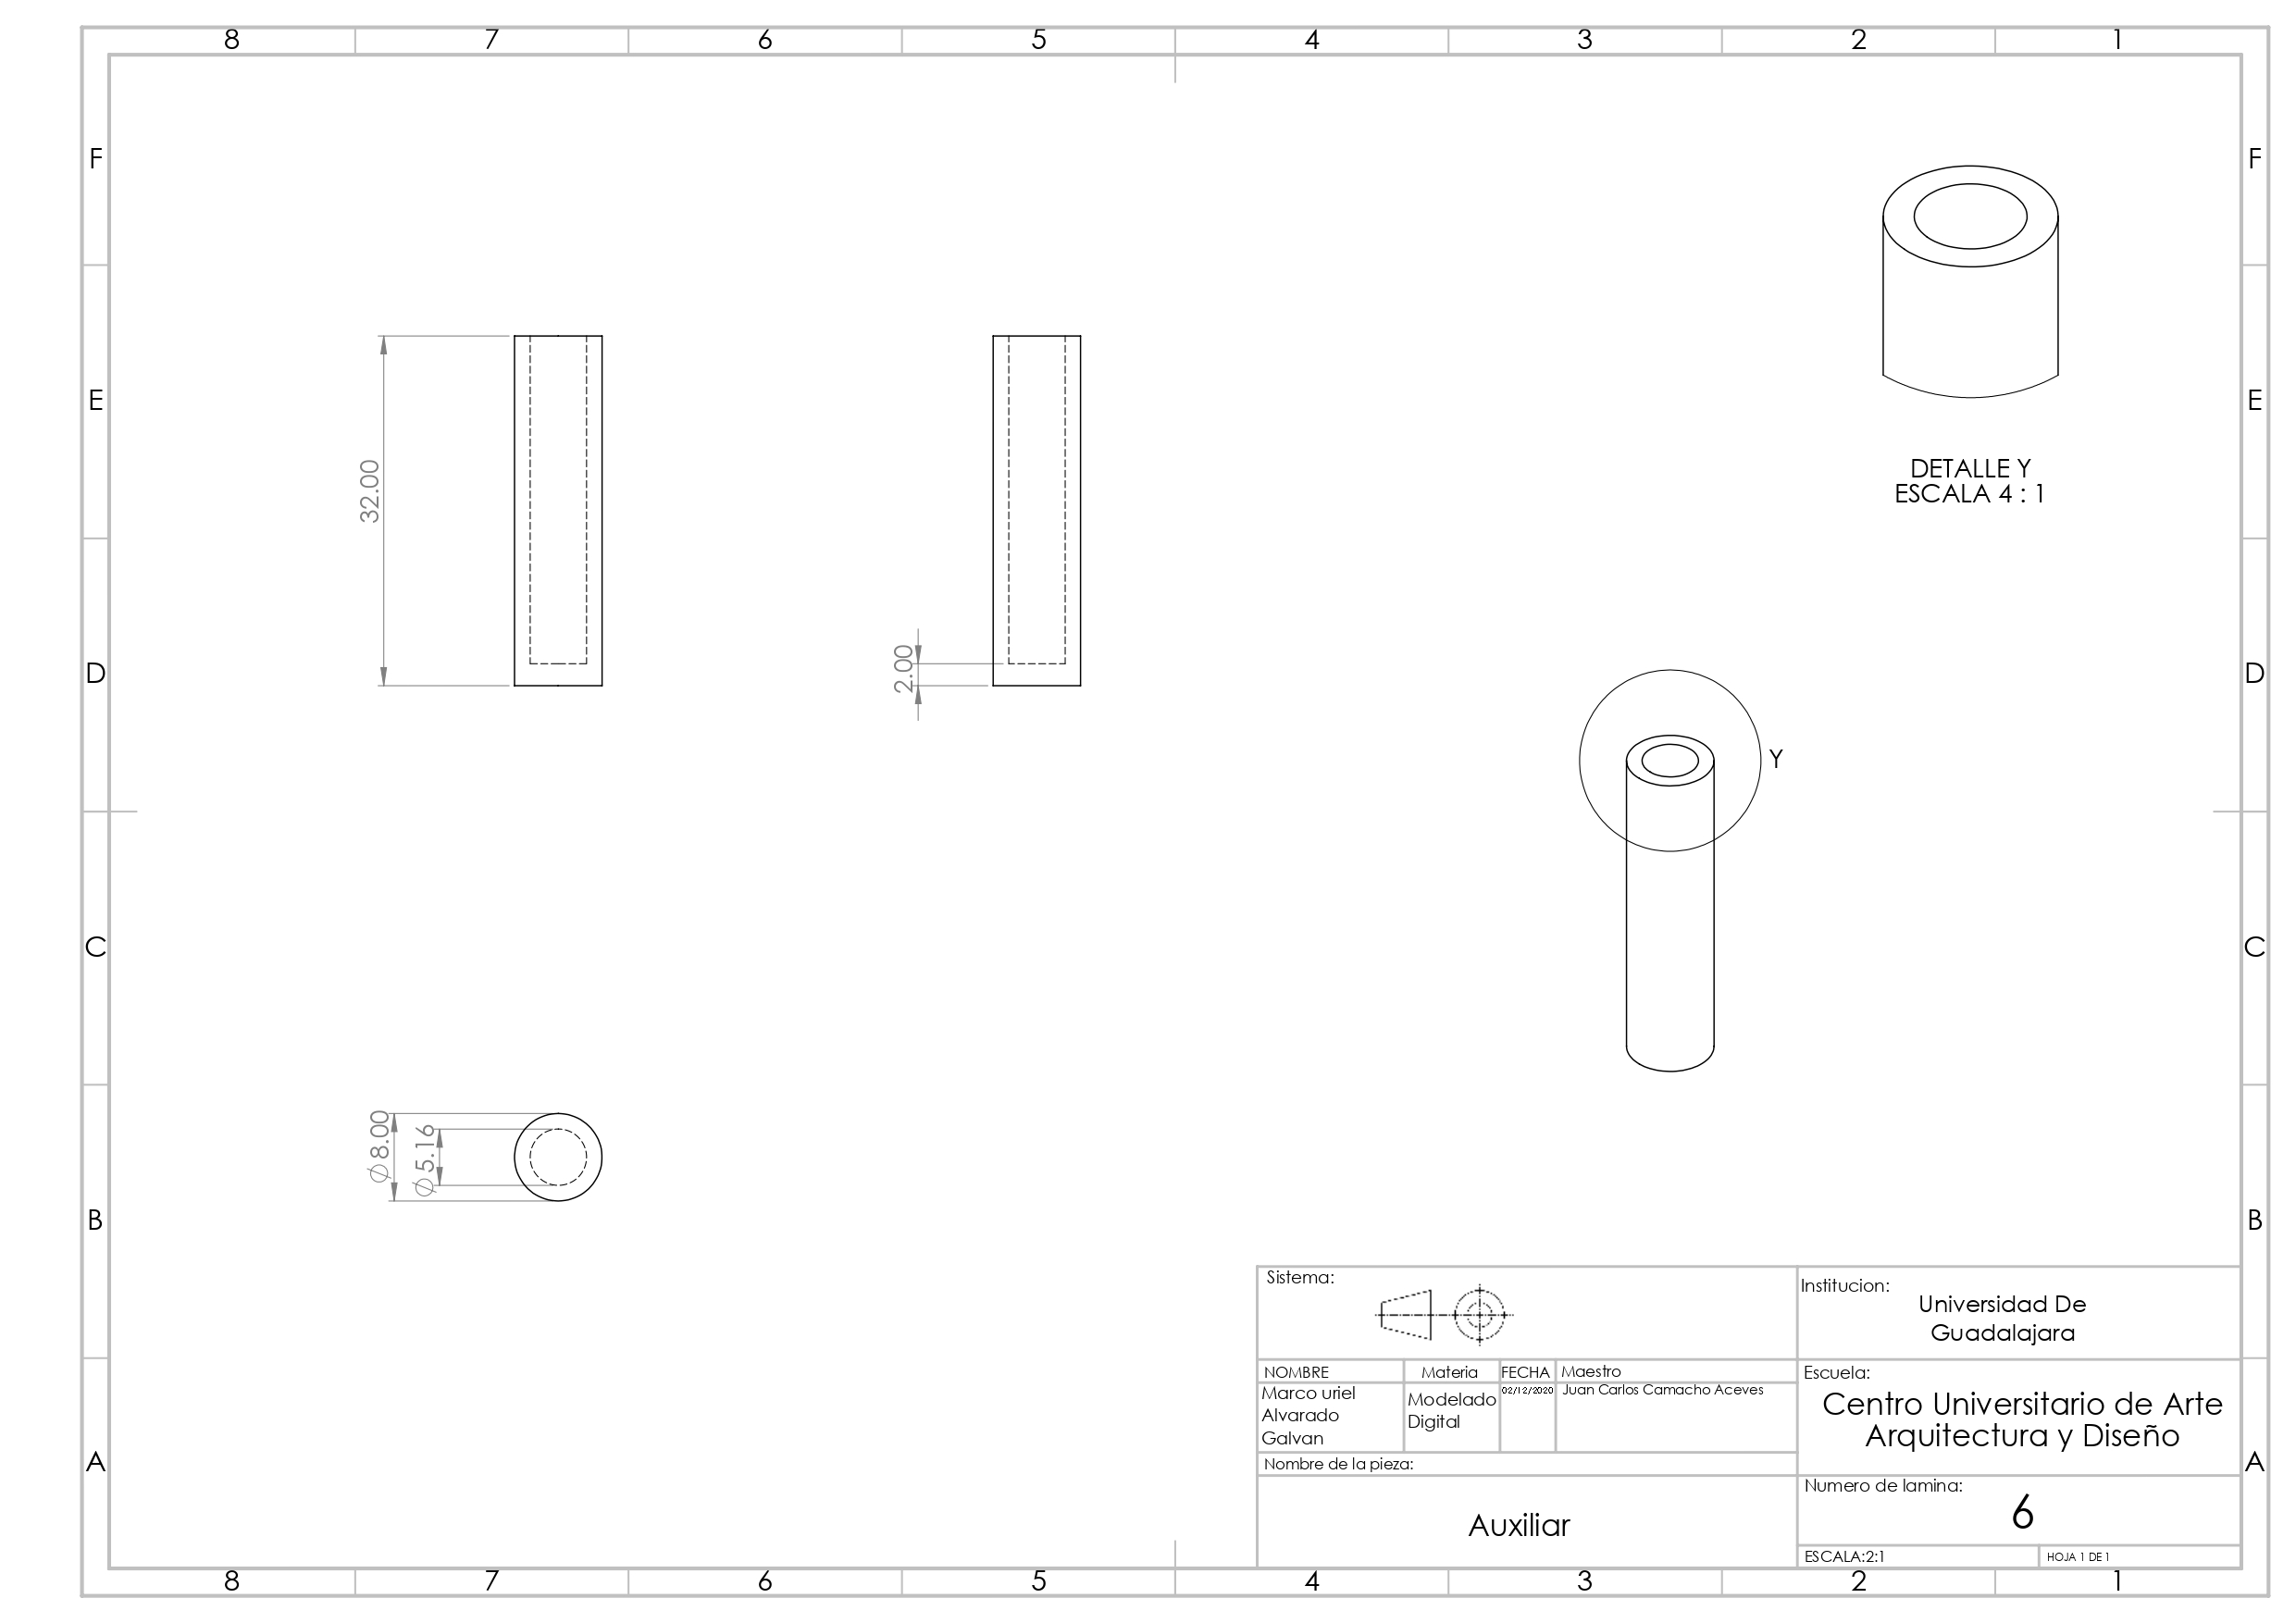 8 7 6 5 4 3 2 1
F F
E E
D D
C C
B B
A A
32.00
2.00
⌀8.00
⌀5.16
DETALLE Y
ESCALA 4 : 1
Y
Sistema:
Institucion:
Universidad De
Guadalajara
NOMBRE Materia FECHA Maestro
Marco uriel
Alvarado
Galvan
Modelado
Digital
02/12/2020
Juan Carlos Camacho Aceves
Escuela:
Centro Universitario de Arte
Arquitectura y Diseño
Nombre de la pieza:
Auxiliar
Numero de lamina:
6
ESCALA:2:1
HOJA 1 DE 1
8 7 6 5 4 3 2 1